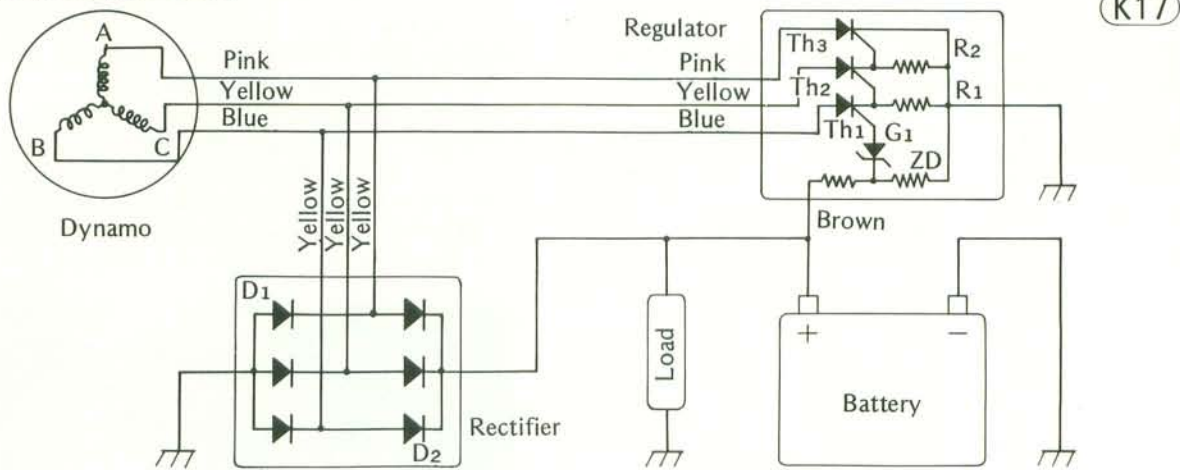 K17
Regulator
A
Th3
R2
Pink
Pink
Th2
Yellow
Yellow
R1
Blue
Blue
B
C
Th1
G1
ZD
Dynamo
Yellow
Yellow
Yellow
Brown
D1
+
−
Load
Battery
Rectifier
D2